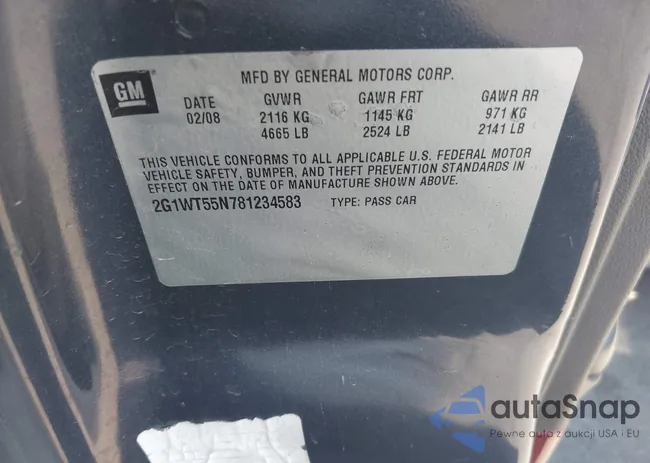 GM
MFD BY GENERAL MOTORS CORP.
DATE GVWR GAWR FRT GAWR RR
02/08 2116 KG 1145 KG 971 KG
4665 LB 2524 LB 2141 LB
THIS VEHICLE CONFORMS TO ALL APPLICABLE U.S. FEDERAL MOTOR
VEHICLE SAFETY, BUMPER, AND THEFT PREVENTION STANDARDS IN
EFFECT ON THE DATE OF MANUFACTURE SHOWN ABOVE.
2G1WT55N781234583 TYPE: PASS CAR
autaSnap
Pewne auto z aukcji USA i EU